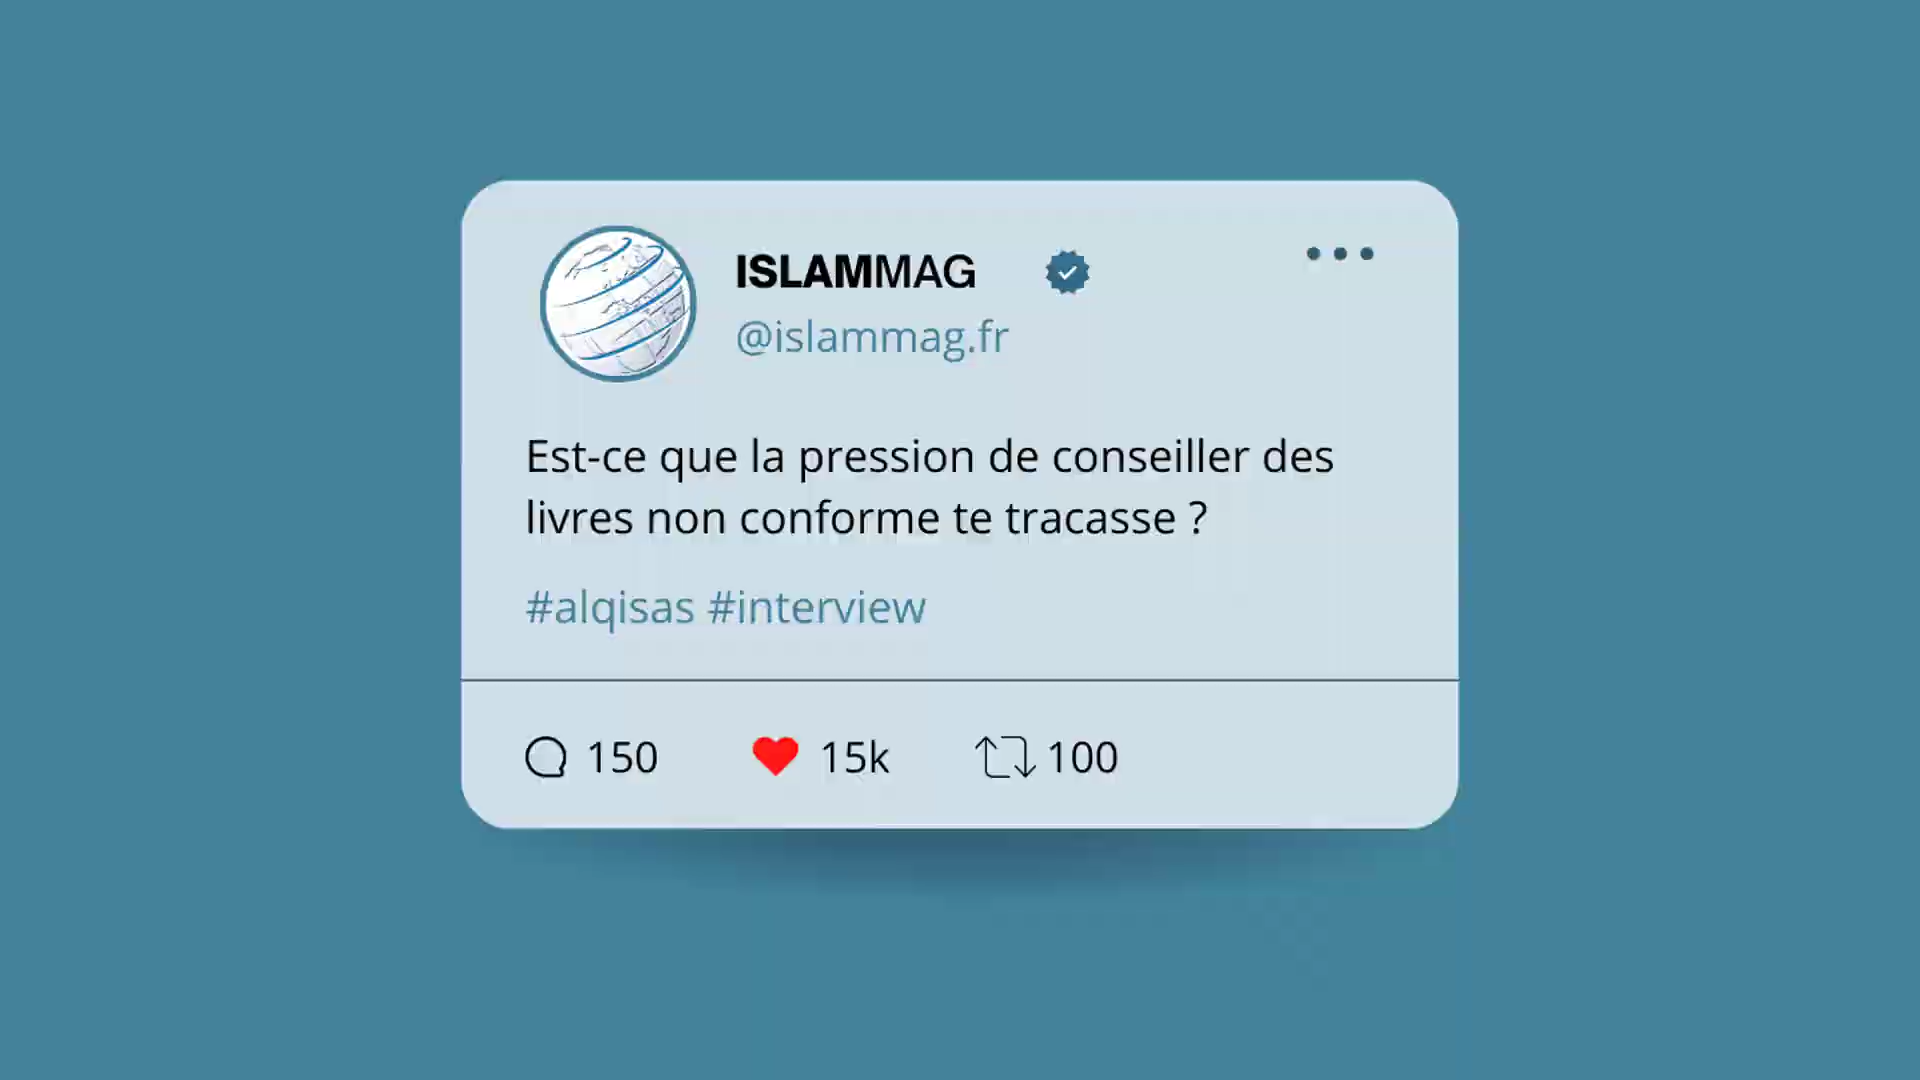 ISLAMMAG
@islammag.fr
Est-ce que la pression de conseiller des
livres non conforme te tracasse ?
#alqisas #interview
150 15k 100